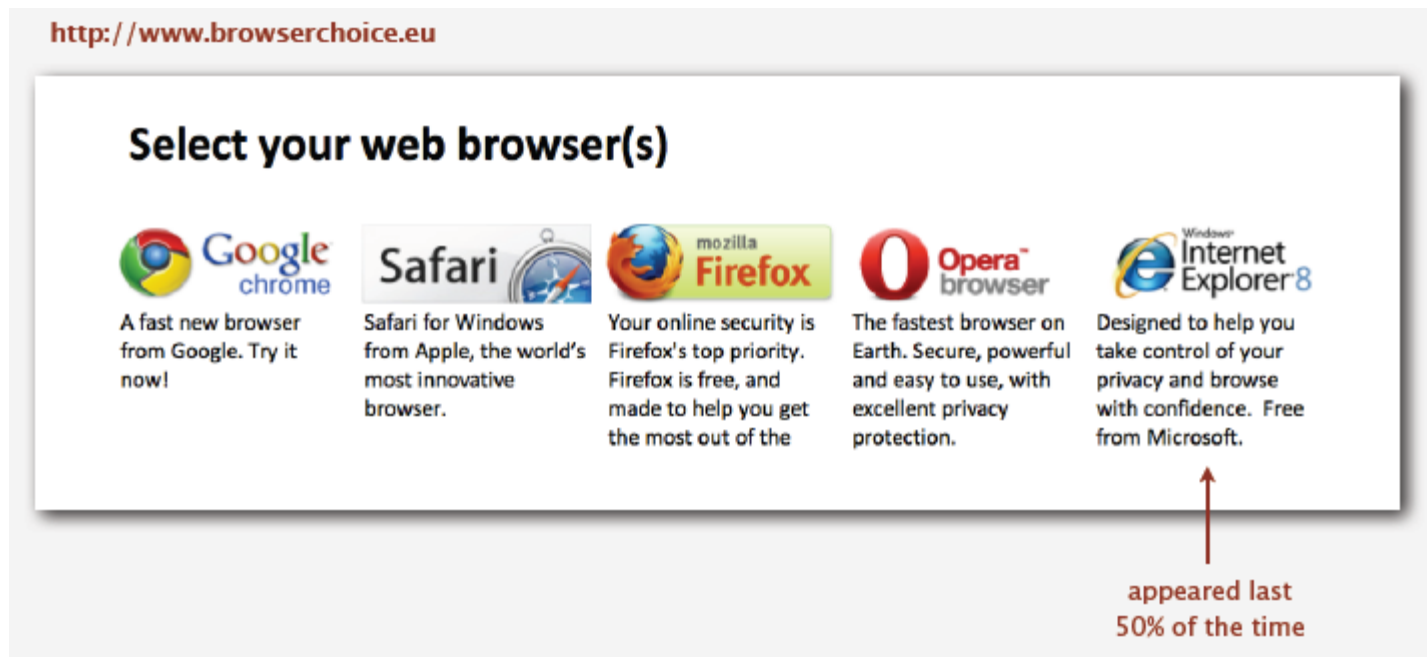 http://www.browserchoice.eu
Select your web browser(s)
Google
chrome
Safari
mozilla
Firefox
Opera™
browser
Windows®
Internet
Explorer 8
A fast new browser
from Google. Try it
now!
Safari for Windows
from Apple, the world's
most innovative
browser.
Your online security is
Firefox's top priority.
Firefox is free, and
made to help you get
the most out of the
The fastest browser on
Earth. Secure, powerful
and easy to use, with
excellent privacy
protection.
Designed to help you
take control of your
privacy and browse
with confidence.  Free
from Microsoft.
appeared last
50% of the time